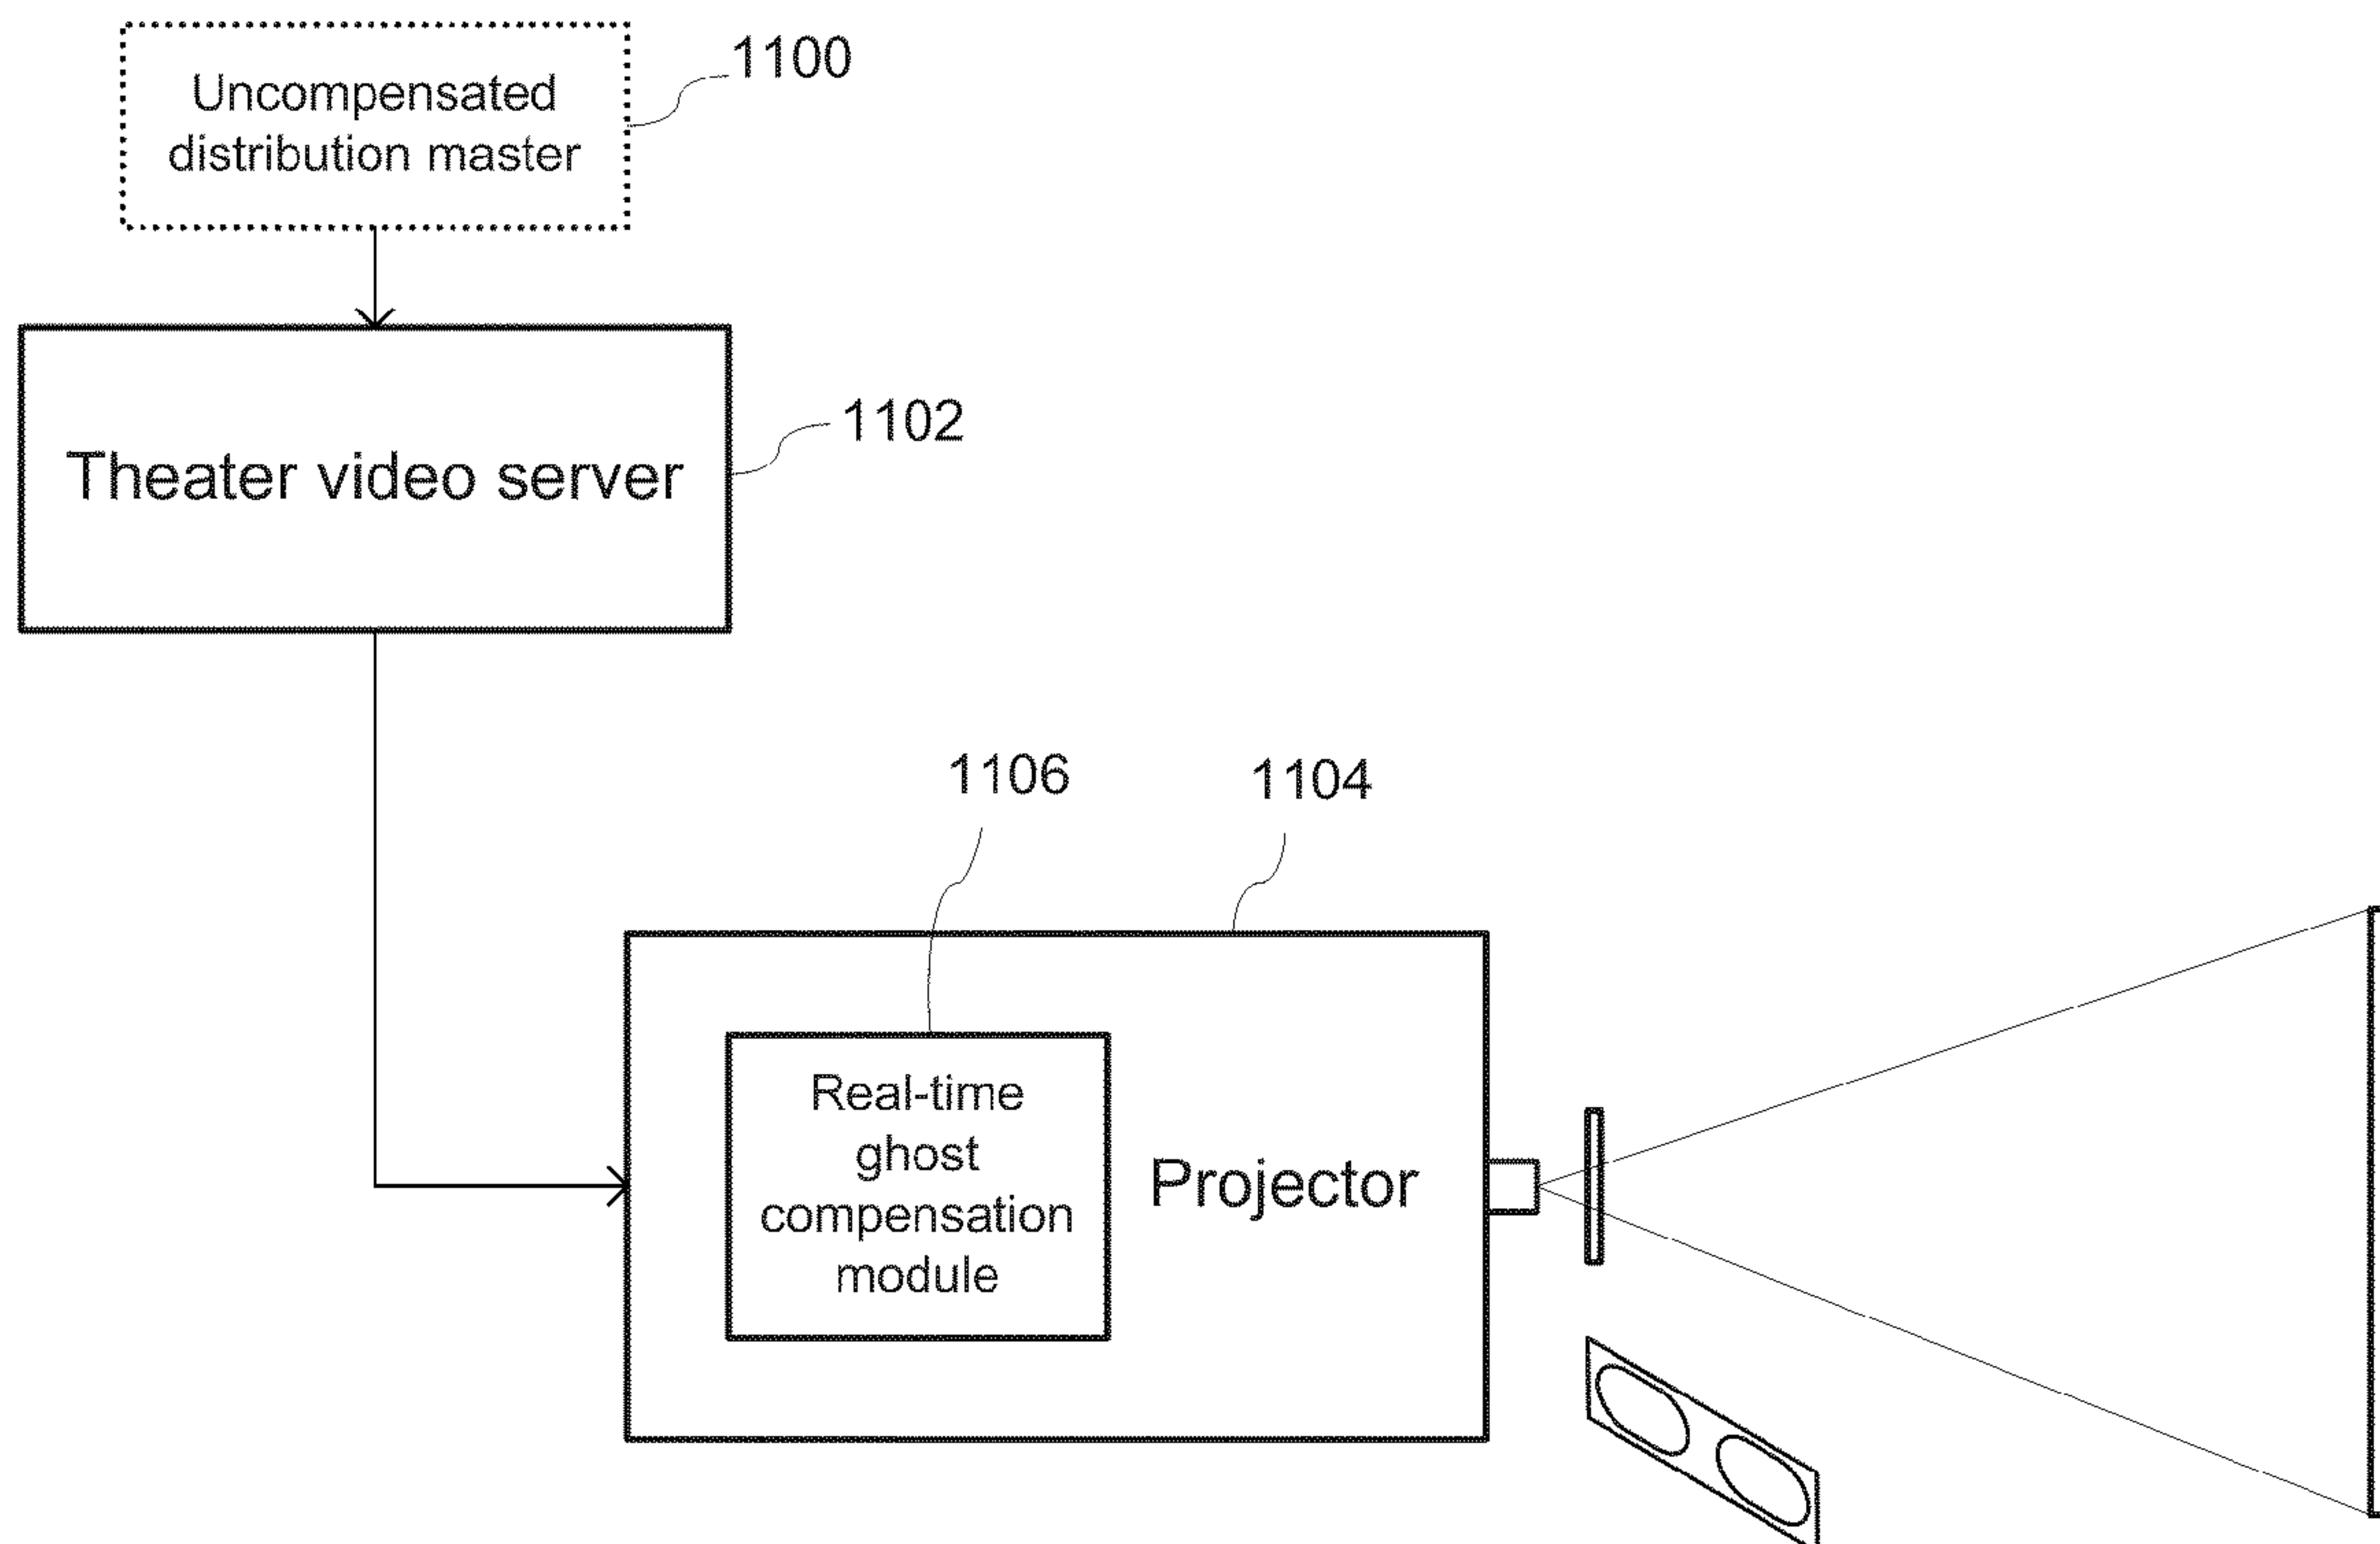 Uncompensated
distribution master
1100
Theater video server
1102
1106
1104
Real-time
ghost
compensation
module
Projector